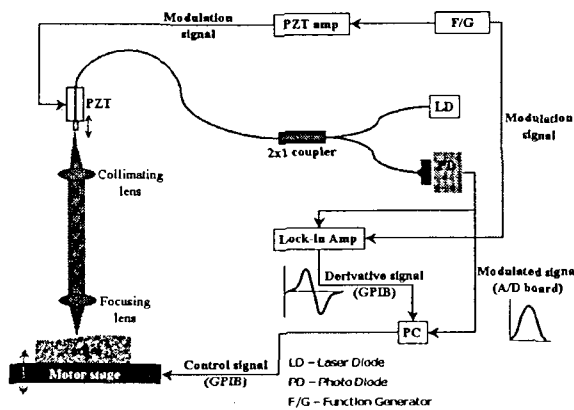 Modulation
signal
PZT amp
F/G
PZT
LD
2x1 coupler
PD
Modulation
signal
Collimating
lens
Lock-in Amp
Derivative signal
(GPIB)
Modulated signal
(A/D board)
Focusing
lens
PC
Motor stage
Control signal
(GPIB)
LD – Laser Diode
PD – Photo Diode
F/G – Function Generator